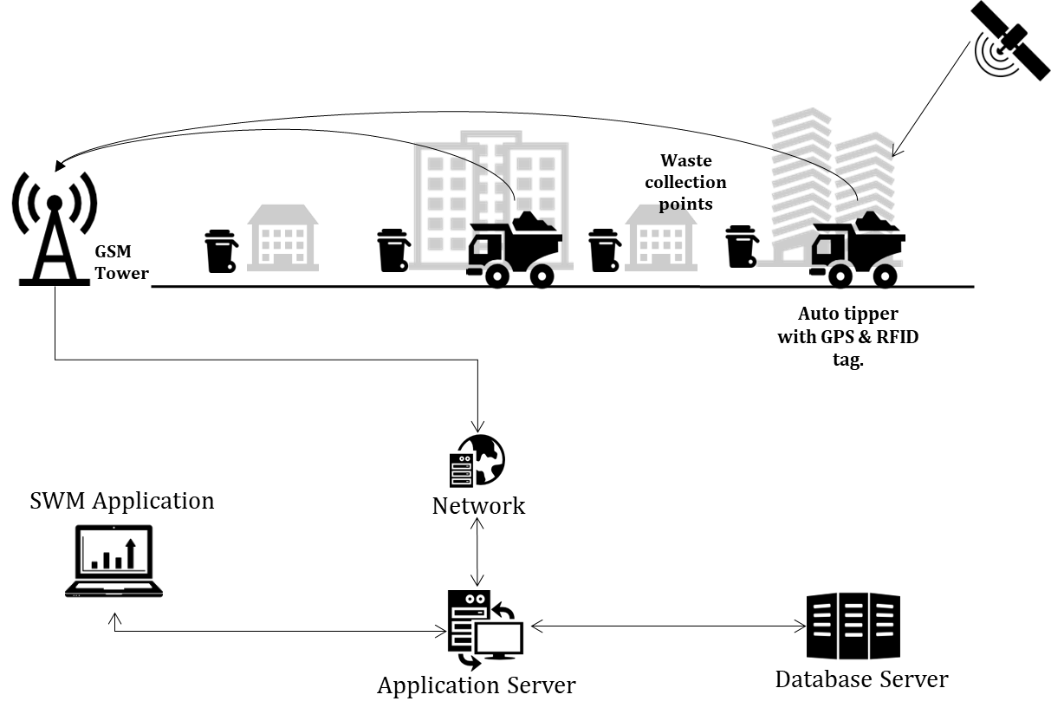 Waste
collection
points
GSM
Tower
Auto tipper
with GPS & RFID
tag.
Network
SWM Application
Application Server
Database Server